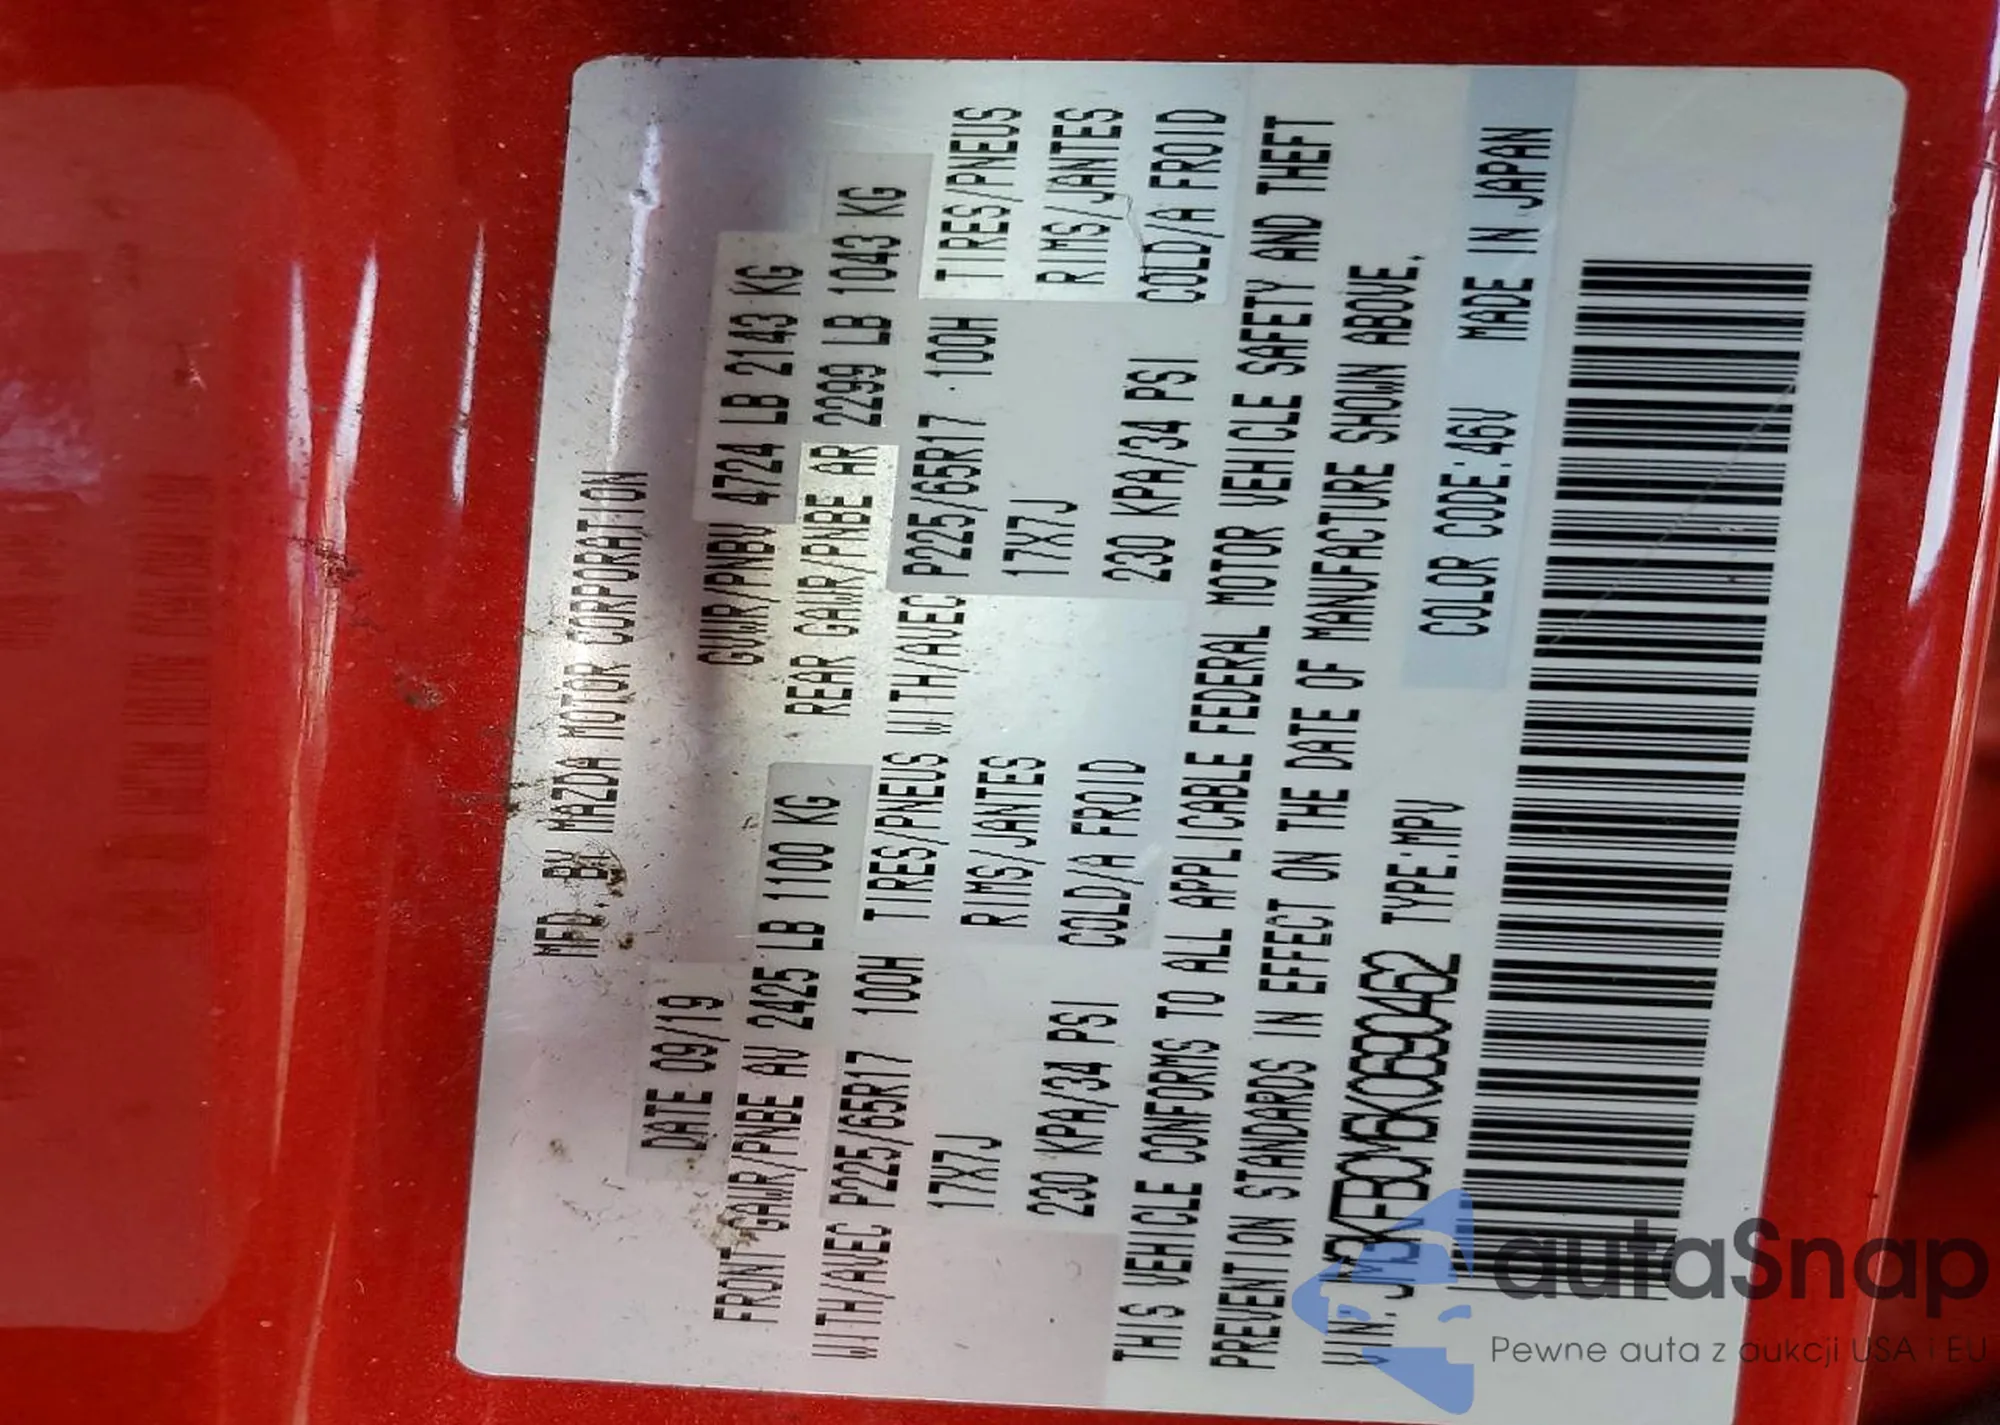 MFD. BY MAZDA MOTOR CORPORATION
DATE 09/19 GVWR/PNBV 4724 LB 2143 KG
FRONT GAWR/PNBE AV 2425 LB 1100 KG REAR GAWR/PNBE AR 2299 LB 1043 KG
WITH/AVEC P225/65R17 100H TIRES/PNEUS WITH/AVEC P225/65R17 100H TIRES/PNEUS
17X7J RIMS/JANTES 17X7J RIMS/JANTES
230 KPA/34 PSI COLD/A FROID 230 KPA/34 PSI COLD/A FROID
THIS VEHICLE CONFORMS TO ALL APPLICABLE FEDERAL MOTOR VEHICLE SAFETY AND THEFT
PREVENTION STANDARDS IN EFFECT ON THE DATE OF MANUFACTURE SHOWN ABOVE.
VIN: JM3KFBCM6K0690462 TYPE:MPV COLOR CODE:46V MADE IN JAPAN
autaSnap
Pewne auta z aukcji USA i EU